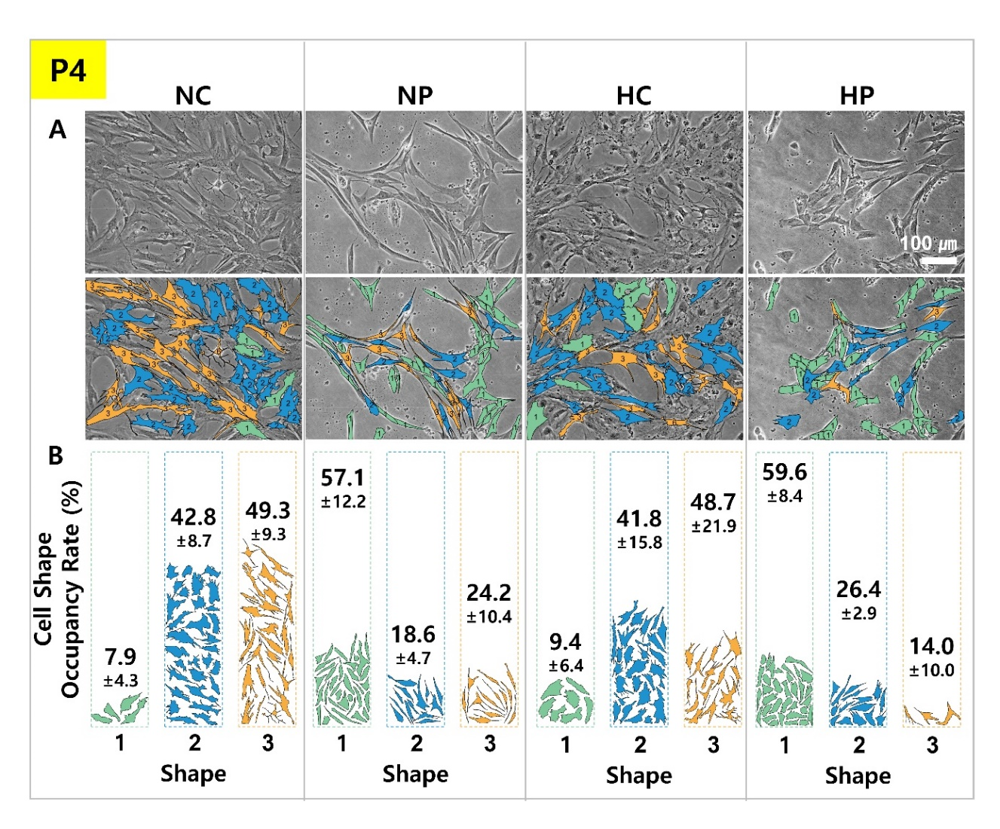 P4
NC NP HC HP
A
100 µm
B
Cell Shape
Occupancy Rate (%)
7.9
±4.3
42.8
±8.7
49.3
±9.3
57.1
±12.2
18.6
±4.7
24.2
±10.4
9.4
±6.4
41.8
±15.8
48.7
±21.9
59.6
±8.4
26.4
±2.9
14.0
±10.0
1 2 3 1 2 3 1 2 3 1 2 3
Shape Shape Shape Shape